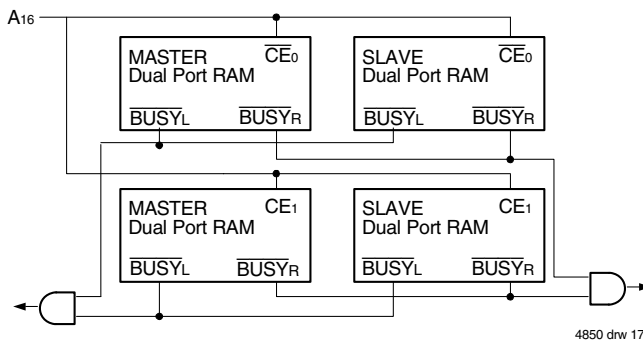 A16
MASTER
Dual Port RAM
CE0
BUSYL
BUSYR
SLAVE
Dual Port RAM
CE0
BUSYL
BUSYR
MASTER
Dual Port RAM
CE1
BUSYL
BUSYR
SLAVE
Dual Port RAM
CE1
BUSYL
BUSYR
4850 drw 17